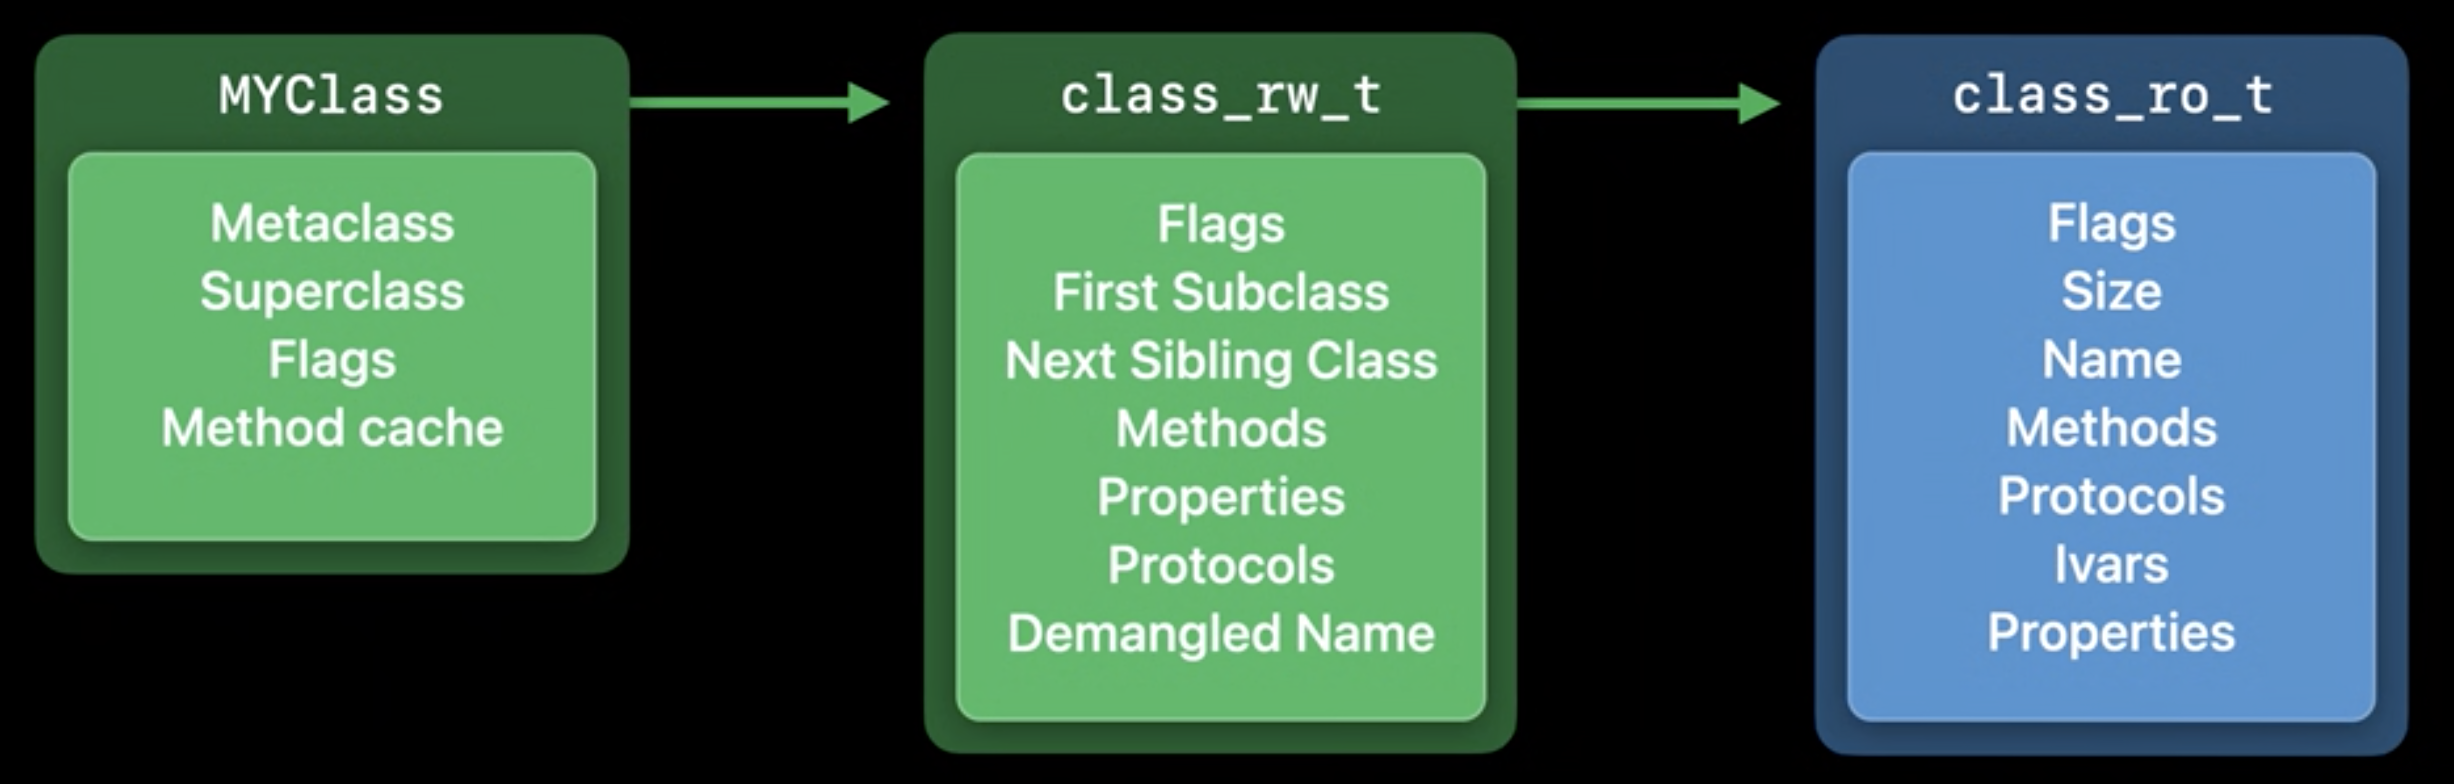 MYClass
Metaclass
Superclass
Flags
Method cache
class_rw_t
Flags
First Subclass
Next Sibling Class
Methods
Properties
Protocols
Demangled Name
class_ro_t
Flags
Size
Name
Methods
Protocols
Ivars
Properties